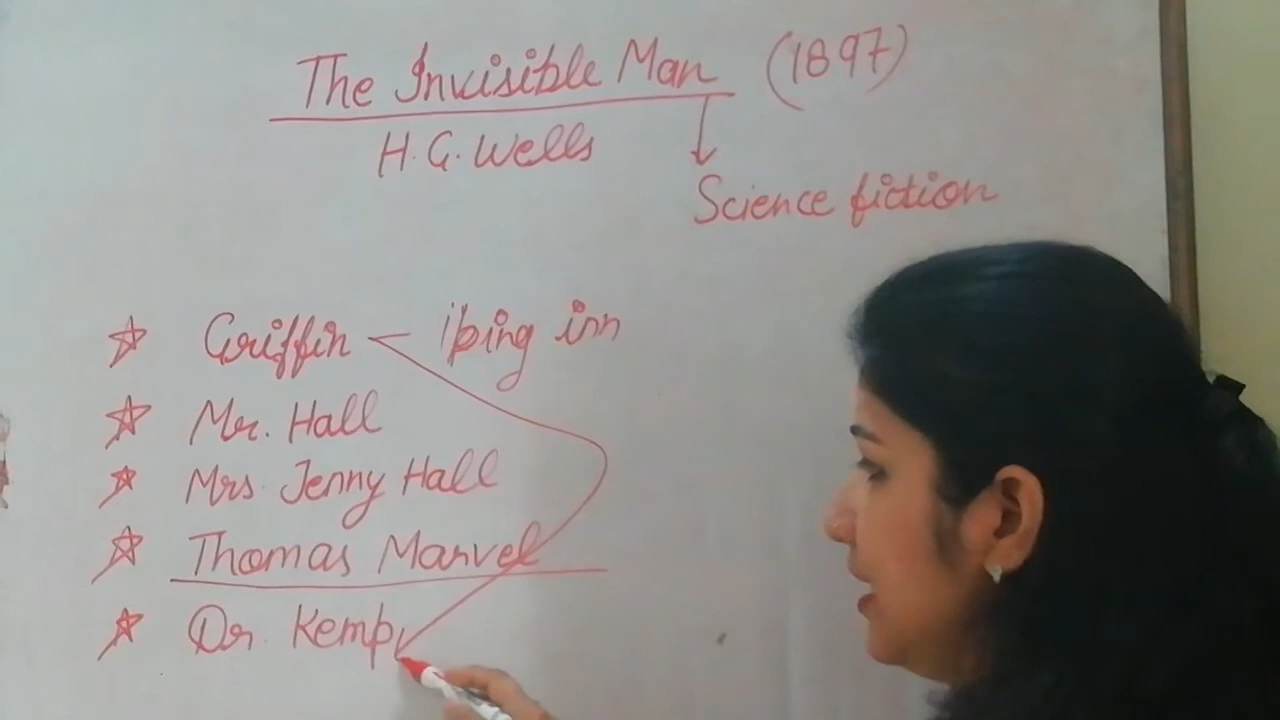 The Invisible Man (1897)
H.G. Wells
Science fiction
Griffin - Iping inn
Mr. Hall
Mrs. Jenny Hall
Thomas Marvel
Dr. Kemp